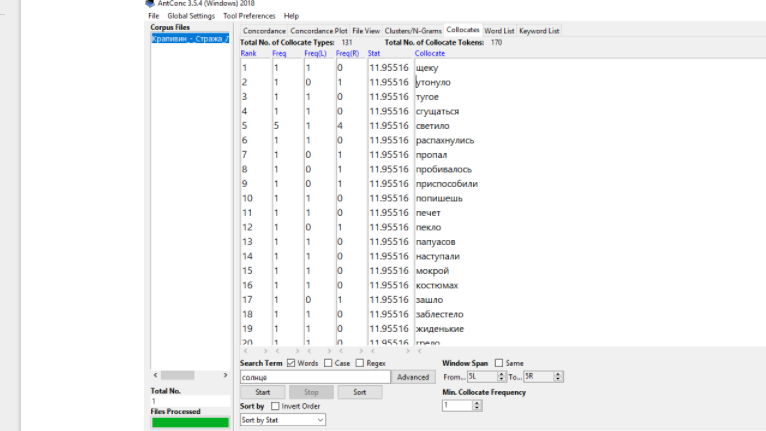 AntConc 3.5.4 (Windows) 2018
File Global Settings Tool Preferences Help
Corpus Files
Крапивин_-_Стража_Л
Concordance Concordance Plot File View Clusters/N-Grams Collocates Word List Keyword List
Total No. of Collocate Types: 131 Total No. of Collocate Tokens: 170
Rank Freq Freq(L) Freq(R) Stat Collocate
1 1 1 0 11.95516 щеку
2 1 0 1 11.95516 утонуло
3 1 1 0 11.95516 тугое
4 1 1 0 11.95516 сгущаться
5 5 1 4 11.95516 светило
6 1 1 0 11.95516 распахнулись
7 1 0 1 11.95516 пропал
8 1 0 1 11.95516 пробивалось
9 1 0 1 11.95516 приспособили
10 1 1 0 11.95516 попишешь
11 1 1 0 11.95516 печет
12 1 0 1 11.95516 пекло
13 1 1 0 11.95516 папуасов
14 1 1 0 11.95516 наступали
15 1 1 0 11.95516 мокрой
16 1 1 0 11.95516 костюмах
17 1 0 1 11.95516 зашло
18 1 1 0 11.95516 заблестело
19 1 1 0 11.95516 жиденькие
20 1 1 0 11.95516 грело
Search Term Words Case Regex Window Span Same
солнце Advanced From... 5L To... 5R
Start Stop Sort Min. Collocate Frequency
Sort by Invert Order 1
Sort by Stat
Total No.
1
Files Processed